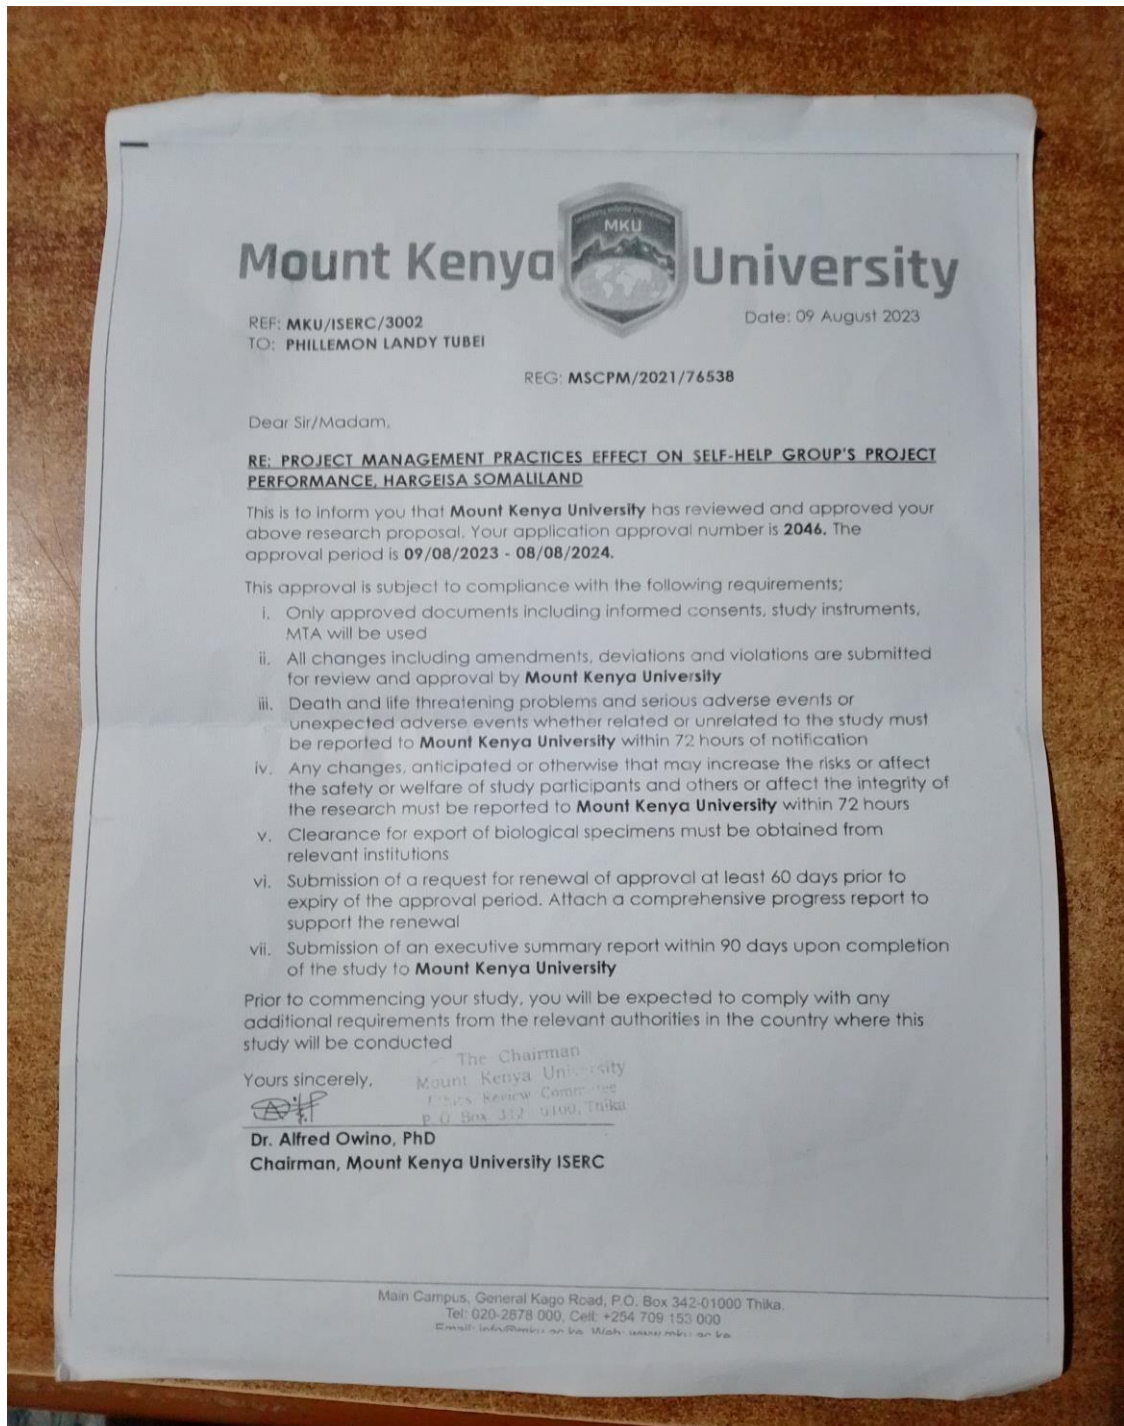 MKU
Mount Kenya University
REF: MKU/ISERC/3002
Date: 09 August 2023
TO: PHILLEMON LANDY TUBEI
REG: MSCPM/2021/76538
Dear Sir/Madam,
RE: PROJECT MANAGEMENT PRACTICES EFFECT ON SELF-HELP GROUP'S PROJECT
PERFORMANCE, HARGEISA SOMALILAND
This is to inform you that Mount Kenya University has reviewed and approved your
above research proposal. Your application approval number is 2046. The
approval period is 09/08/2023 - 08/08/2024.
This approval is subject to compliance with the following requirements;
i. Only approved documents including informed consents, study instruments,
MTA will be used
ii. All changes including amendments, deviations and violations are submitted
for review and approval by Mount Kenya University
iii. Death and life threatening problems and serious adverse events or
unexpected adverse events whether related or unrelated to the study must
be reported to Mount Kenya University within 72 hours of notification
iv. Any changes, anticipated or otherwise that may increase the risks or affect
the safety or welfare of study participants and others or affect the integrity of
the research must be reported to Mount Kenya University within 72 hours
v. Clearance for export of biological specimens must be obtained from
relevant institutions
vi. Submission of a request for renewal of approval at least 60 days prior to
expiry of the approval period. Attach a comprehensive progress report to
support the renewal
vii. Submission of an executive summary report within 90 days upon completion
of the study to Mount Kenya University
Prior to commencing your study, you will be expected to comply with any
additional requirements from the relevant authorities in the country where this
study will be conducted
The Chairman
Yours sincerely,
Mount Kenya
Review
P.O. Box Thika
Dr. Alfred Owino, PhD
Chairman, Mount Kenya University ISERC
Main Campus, General Kago Road, P.O. Box 342-01000 Thika.
Tel: 020-2878 000, Cell: +254 709 153 000